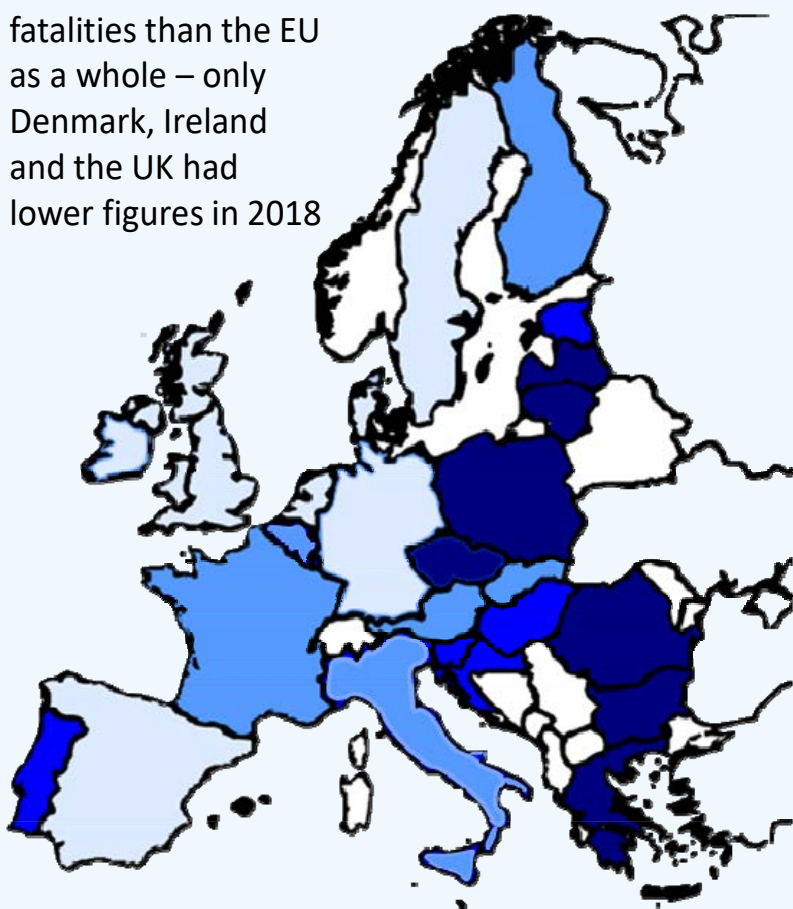 fatalities than the EU
as a whole – only
Denmark, Ireland
and the UK had
lower figures in 2018